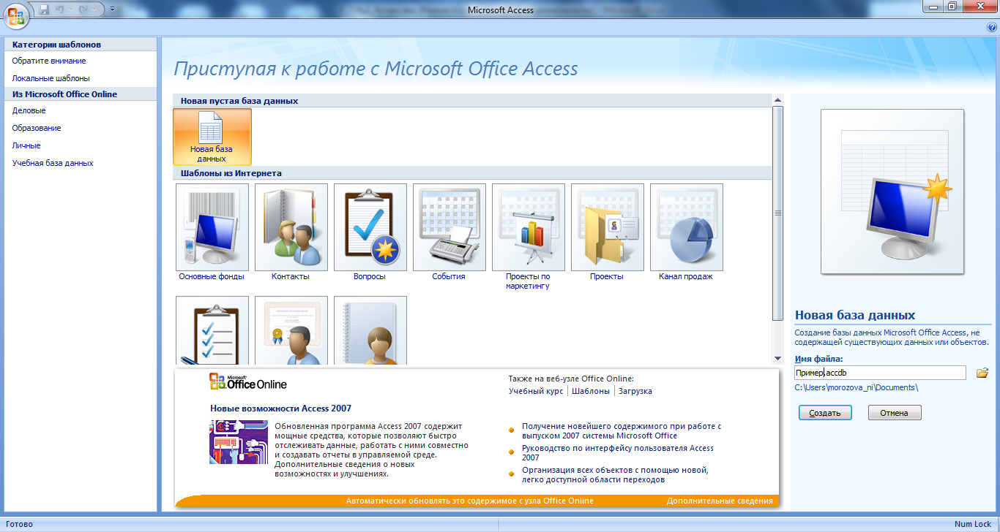 Microsoft Access
Категории шаблонов
Обратите внимание
Локальные шаблоны
Из Microsoft Office Online
Деловые
Образование
Личные
Учебная база данных
Приступая к работе с Microsoft Office Access
Новая пустая база данных
Новая база
данных
Шаблоны из Интернета
Основные фонды
Контакты
Вопросы
События
Проекты по
маркетингу
Проекты
Канал продаж
Microsoft
Office Online
Новые возможности Access 2007
Обновленная программа Access 2007 содержит
мощные средства, которые позволяют быстро
отслеживать данные, работать с ними совместно
и создавать отчеты в управляемой среде.
Дополнительные сведения о новых
возможностях и улучшениях.
Также на веб-узле Office Online:
Учебный курс | Шаблоны | Загрузка
Получение новейшего содержимого при работе с
выпуском 2007 системы Microsoft Office
Руководство по интерфейсу пользователя Access
2007
Организация всех объектов с помощью новой,
легко доступной области переходов
Автоматически обновлять это содержимое с узла Office Online
Дополнительные сведения
Новая база данных
Создание базы данных Microsoft Office Access, не
содержащей существующих данных или объектов.
Имя файла:
Пример.accdb
C:\Users\morozova_ni\Documents\
Создать
Отмена
Готово
Num Lock